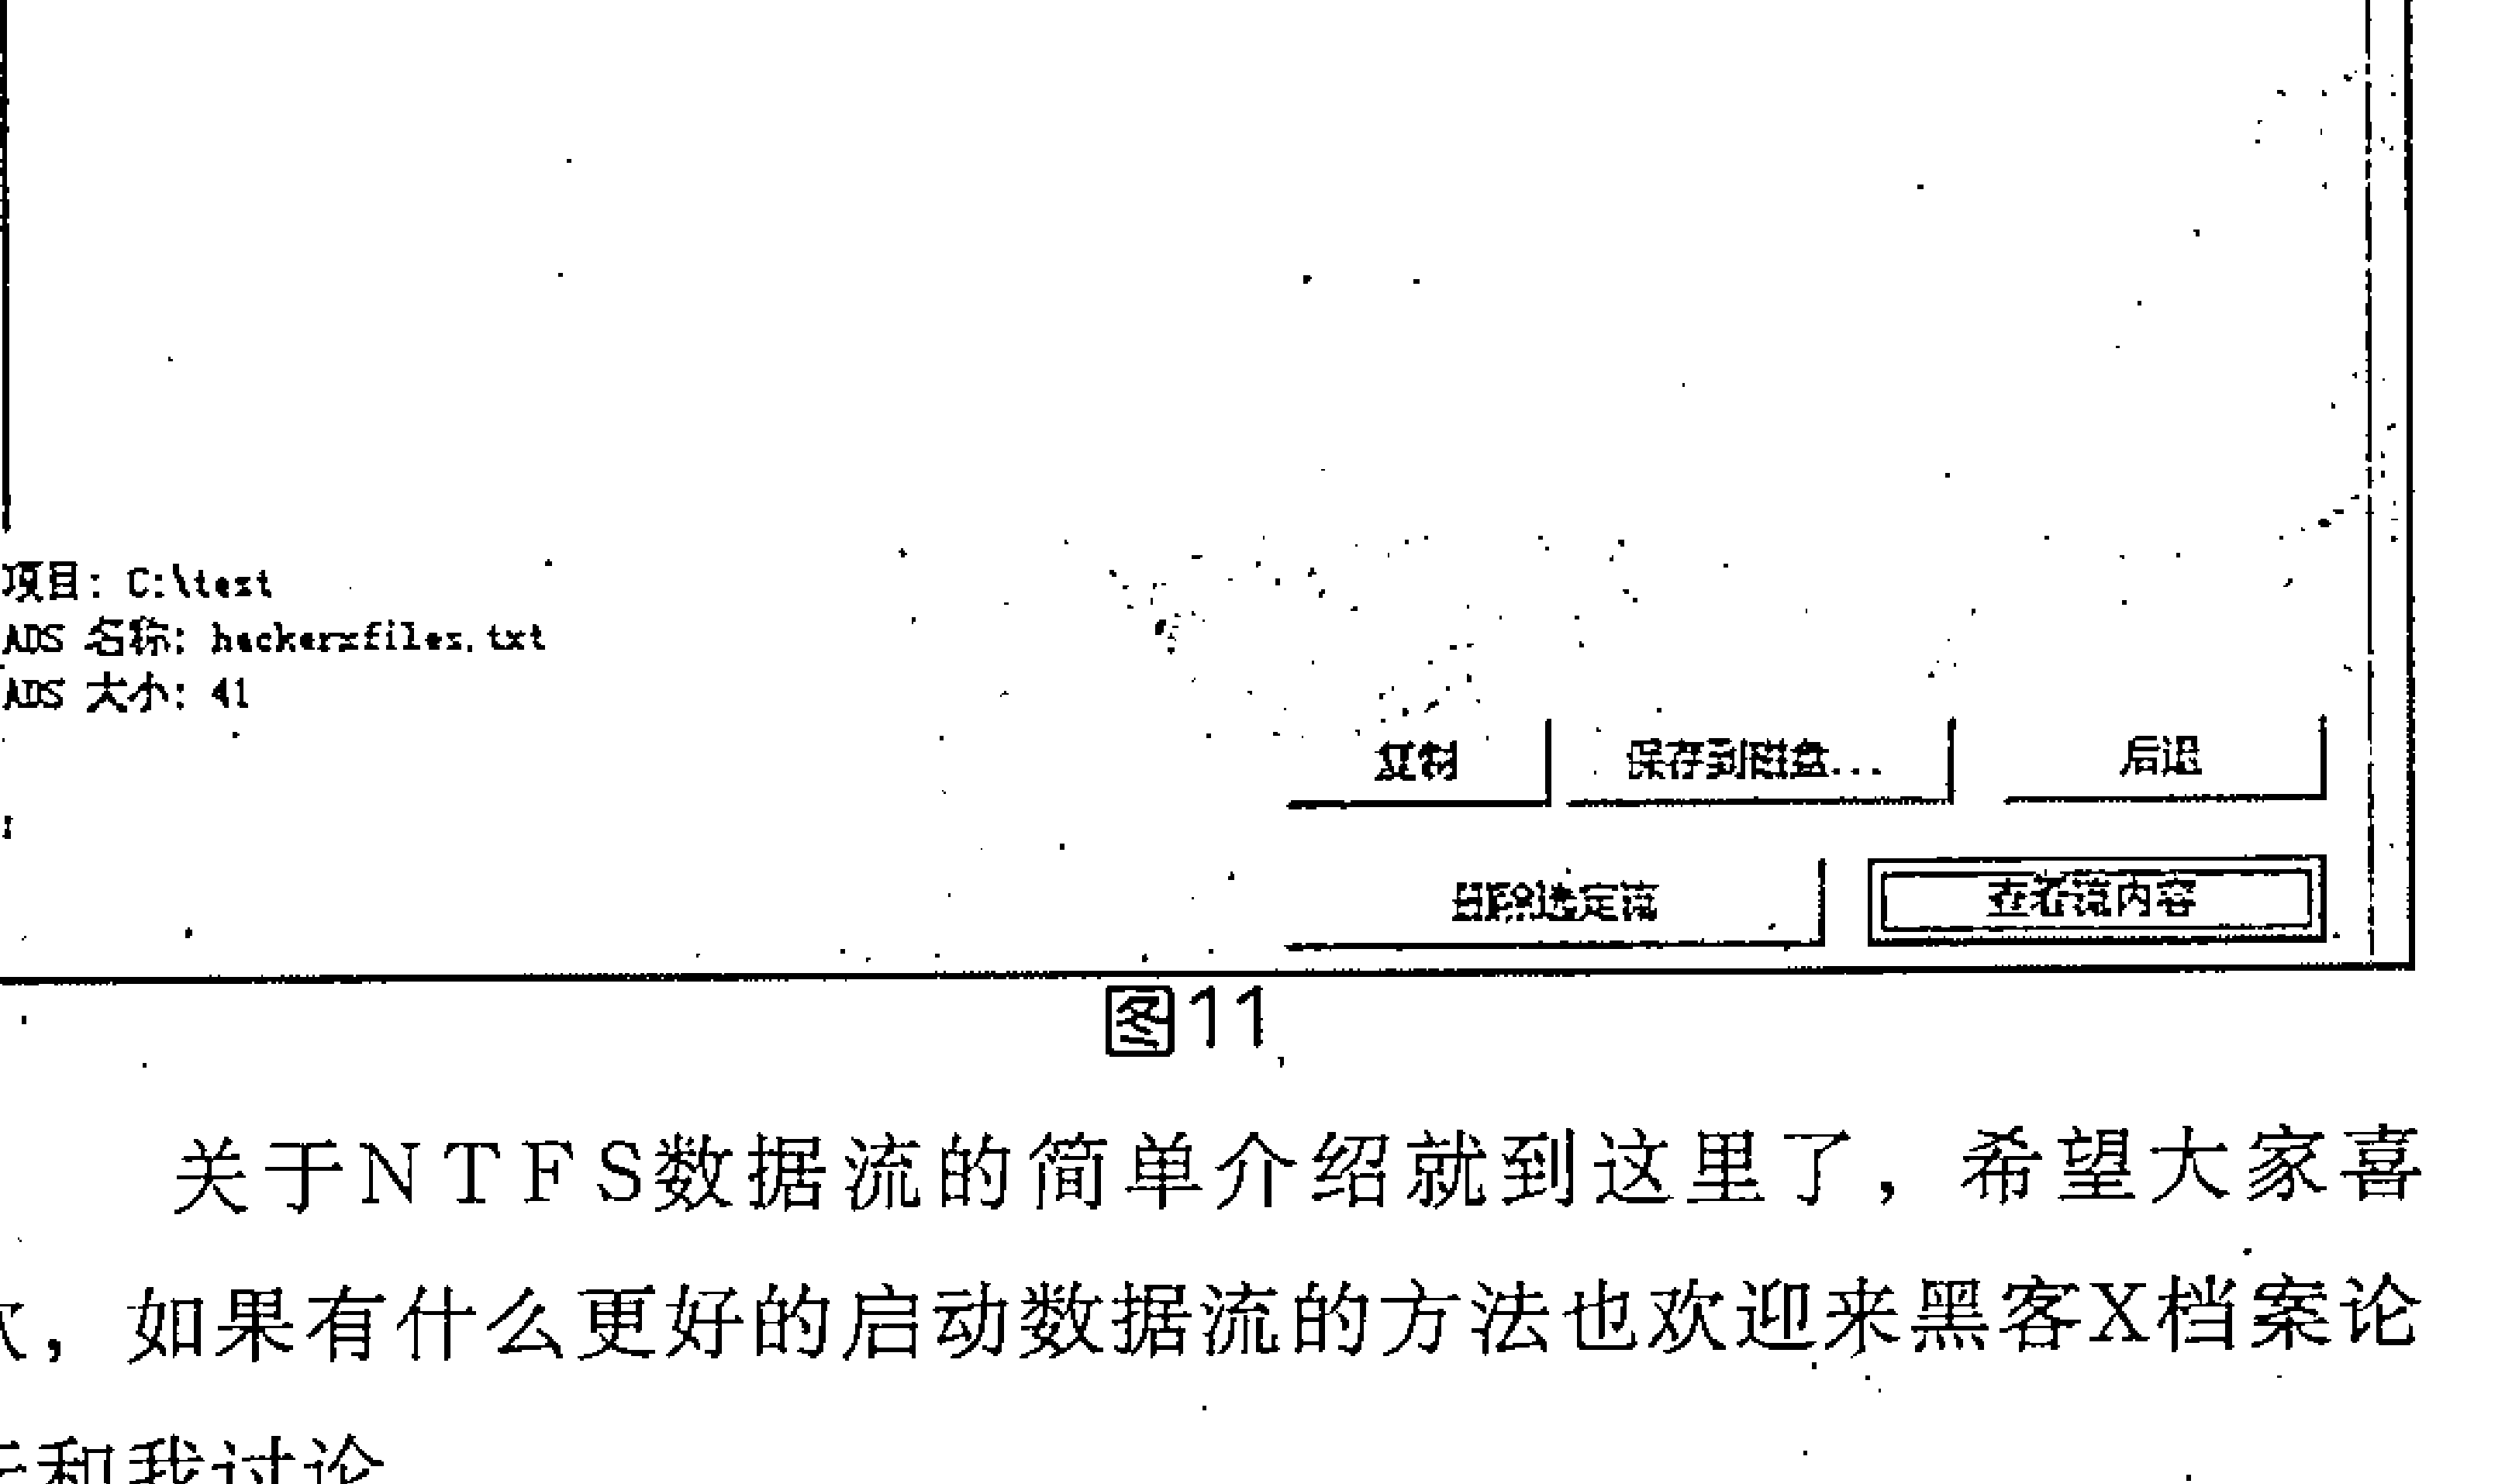 项目: C:\test
ADS 名称: hackerxfiles.txt
ADS 大小: 41
复制 保存到磁盘... 后退
删除选定流 查看流内容
图11
关于NTFS数据流的简单介绍就到这里了，希望大家喜
，如果有什么更好的启动数据流的方法也欢迎来黑客X档案论
和我讨论